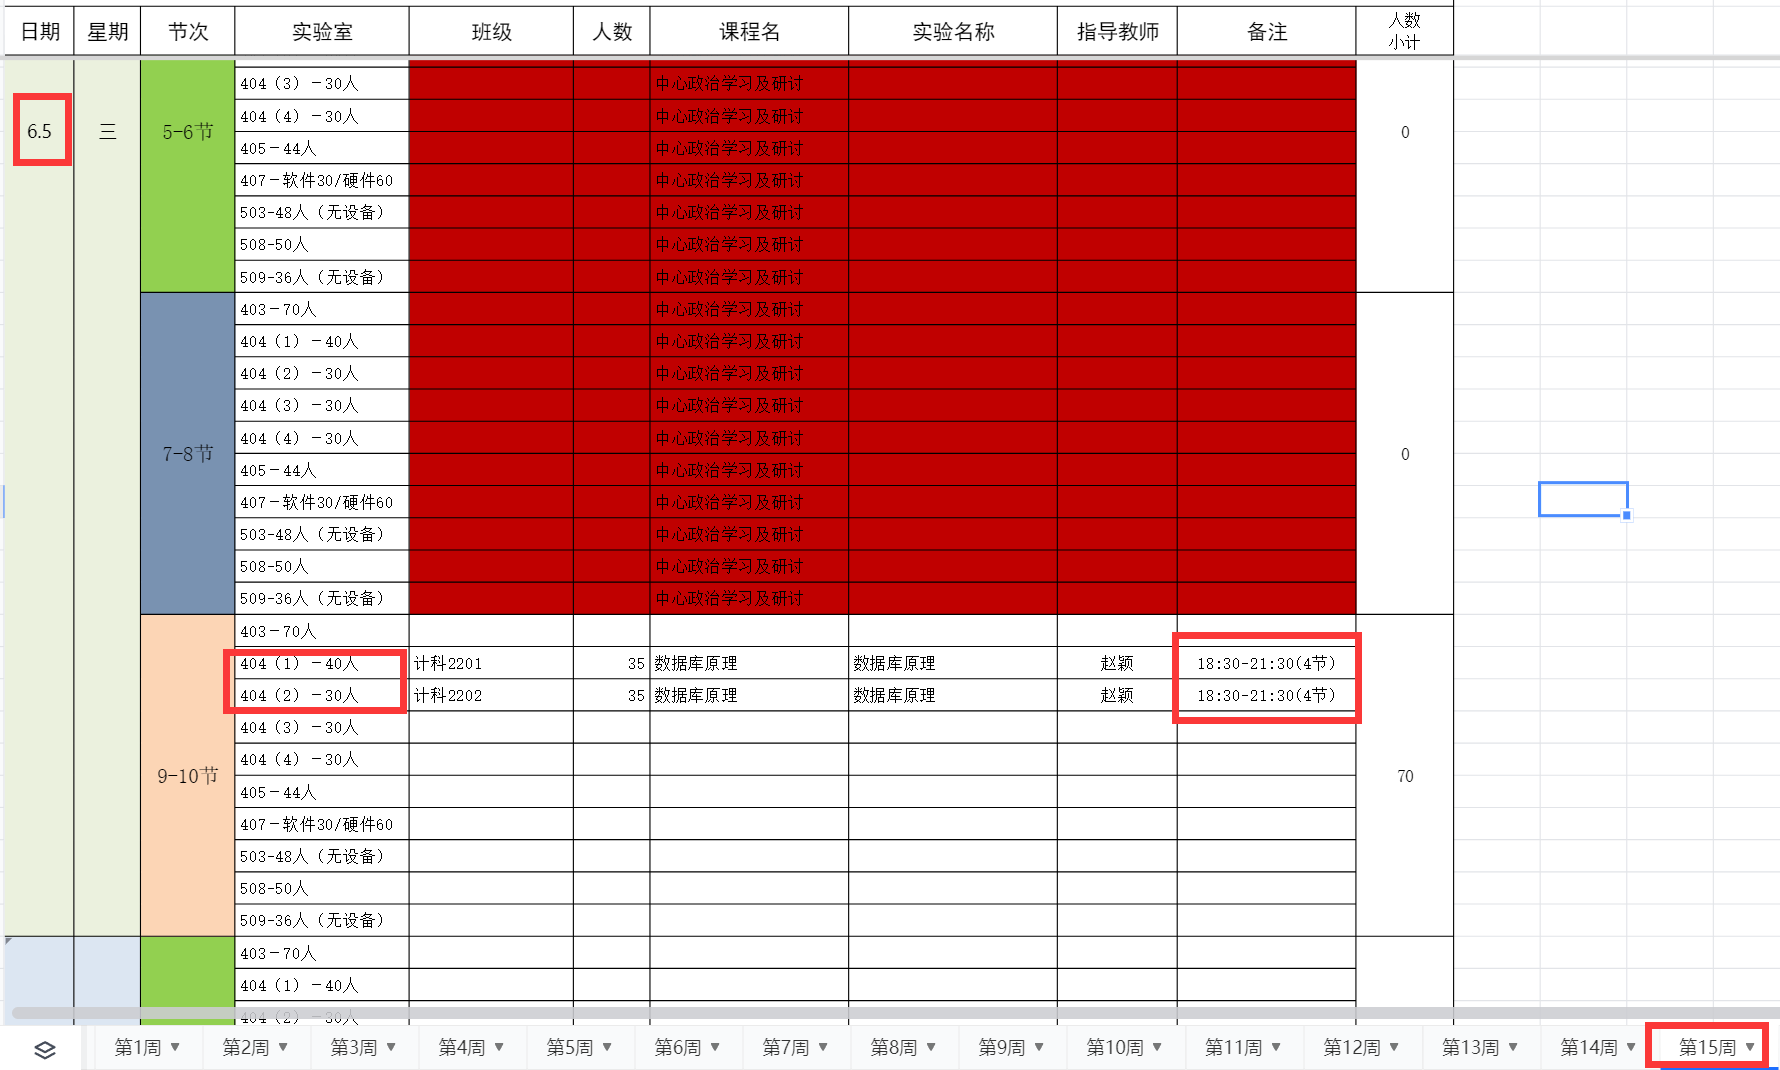 日期 星期 节次 实验室 班级 人数 课程名 实验名称 指导教师 备注 人数小计
404（3）－30人 中心政治学习及研讨
404（4）－30人 中心政治学习及研讨
6.5 三 5-6节 0
405－44人 中心政治学习及研讨
407－软件30/硬件60 中心政治学习及研讨
503-48人（无设备） 中心政治学习及研讨
508-50人 中心政治学习及研讨
509-36人（无设备） 中心政治学习及研讨
403－70人 中心政治学习及研讨
404（1）－40人 中心政治学习及研讨
404（2）－30人 中心政治学习及研讨
404（3）－30人 中心政治学习及研讨
404（4）－30人 中心政治学习及研讨
7-8节 0
405－44人 中心政治学习及研讨
407－软件30/硬件60 中心政治学习及研讨
503-48人（无设备） 中心政治学习及研讨
508-50人 中心政治学习及研讨
509-36人（无设备） 中心政治学习及研讨
403－70人
404（1）－40人 计科2201 35 数据库原理 数据库原理 赵颖 18:30-21:30(4节）
404（2）－30人 计科2202 35 数据库原理 数据库原理 赵颖 18:30-21:30(4节）
404（3）－30人
404（4）－30人
9-10节 70
405－44人
407－软件30/硬件60
503-48人（无设备）
508-50人
509-36人（无设备）
403－70人
404（1）－40人
404（2）－30人
第1周 第2周 第3周 第4周 第5周 第6周 第7周 第8周 第9周 第10周 第11周 第12周 第13周 第14周 第15周